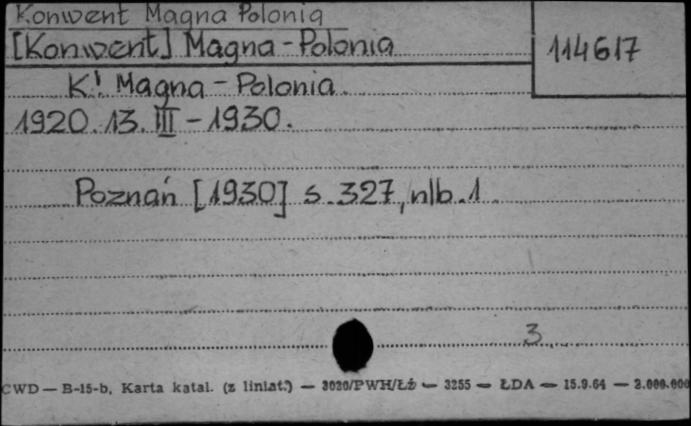 Konwent Magna Polonia
[Konwent] Magna-Polonia
114617
K! Magna-Polonia.
1920.13.III-1930.
Poznań [1930] s.327, nlb.1.
3
CWD — B-15-b, Karta katal. (z liniat.) — 3020/PWH/Łż — 3255 — ŁDA — 15.9.64 — 2.000.000